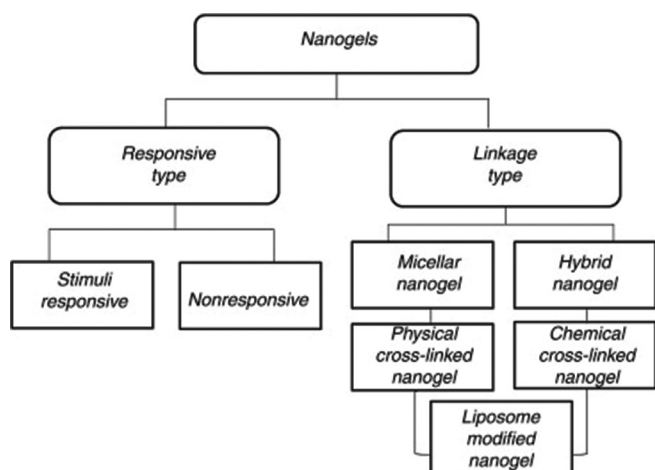 Nanogels
Responsive
type
Linkage
type
Stimuli
responsive
Nonresponsive
Micellar
nanogel
Hybrid
nanogel
Physical
cross-linked
nanogel
Chemical
cross-linked
nanogel
Liposome
modified
nanogel